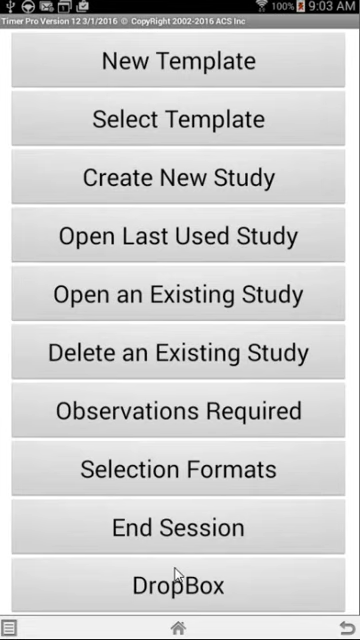 100% 9:03 AM
Timer Pro Version 12 3/1/2016 © CopyRight 2002-2016 ACS Inc
New Template
Select Template
Create New Study
Open Last Used Study
Open an Existing Study
Delete an Existing Study
Observations Required
Selection Formats
End Session
DropBox